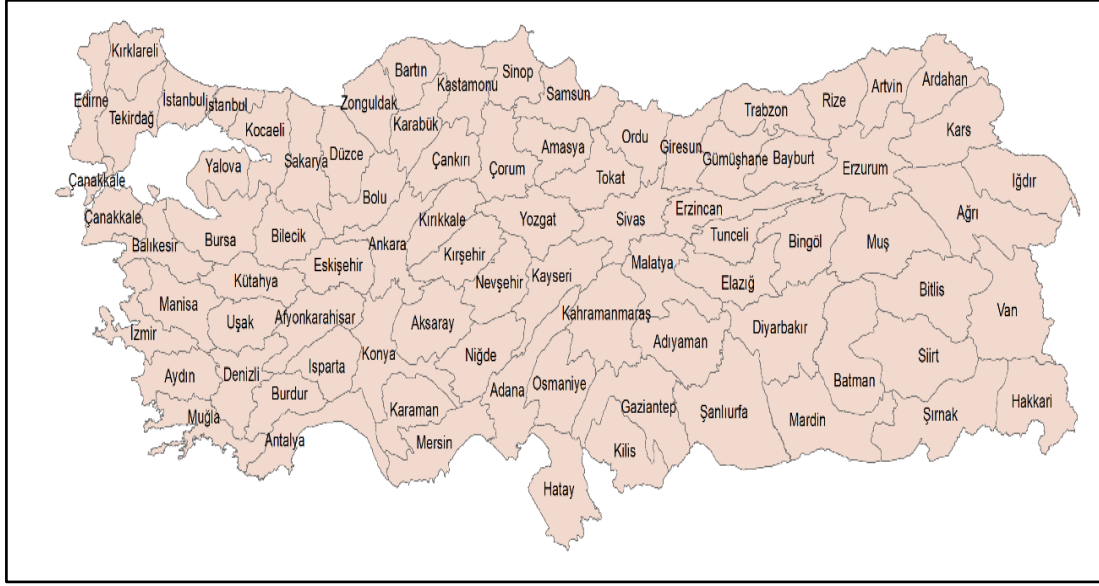 Kırklareli
Edirne
Tekirdağ
İstanbul
İstanbul
Kocaeli
Yalova
Sakarya
Düzce
Zonguldak
Bartın
Karabük
Kastamonu
Sinop
Samsun
Çankırı
Çorum
Amasya
Tokat
Ordu
Giresun
Gümüşhane
Trabzon
Bayburt
Rize
Artvin
Ardahan
Kars
Erzurum
Iğdır
Ağrı
Çanakkale
Çanakkale
Balıkesir
Bursa
Bilecik
Bolu
Eskişehir
Ankara
Kırıkkale
Kırşehir
Yozgat
Sivas
Erzincan
Tunceli
Bingöl
Muş
Kütahya
Nevşehir
Kayseri
Malatya
Elazığ
Bitlis
Van
Manisa
İzmir
Uşak
Afyonkarahisar
Aksaray
Kahramanmaraş
Adıyaman
Diyarbakır
Siirt
Aydın
Denizli
Isparta
Konya
Niğde
Batman
Burdur
Karaman
Adana
Osmaniye
Gaziantep
Şanlıurfa
Mardin
Şırnak
Hakkari
Muğla
Antalya
Mersin
Kilis
Hatay